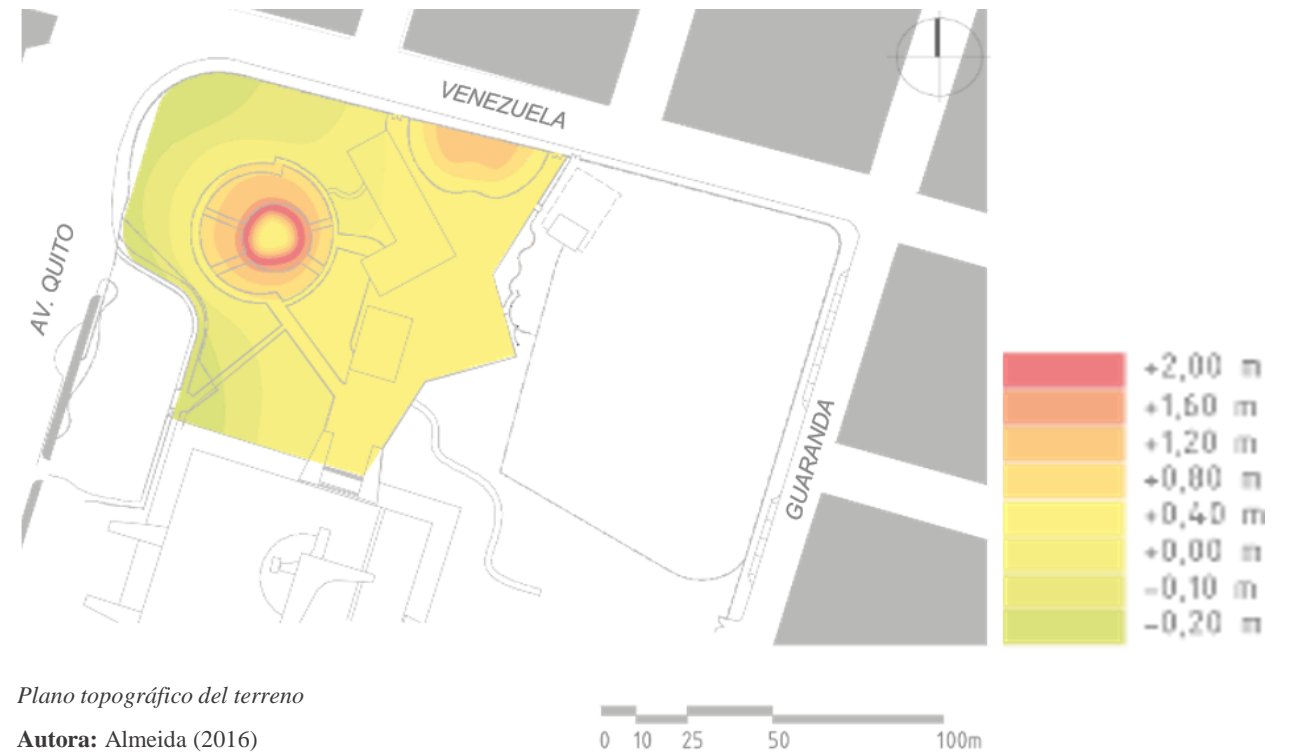 VENEZUELA
AV. QUITO
GUARANDA
+2,00 m
+1,60 m
+1,20 m
+0,80 m
+0,40 m
+0,00 m
-0,10 m
-0,20 m
Plano topográfico del terreno
Autora: Almeida (2016)
0 10 25 50 100m